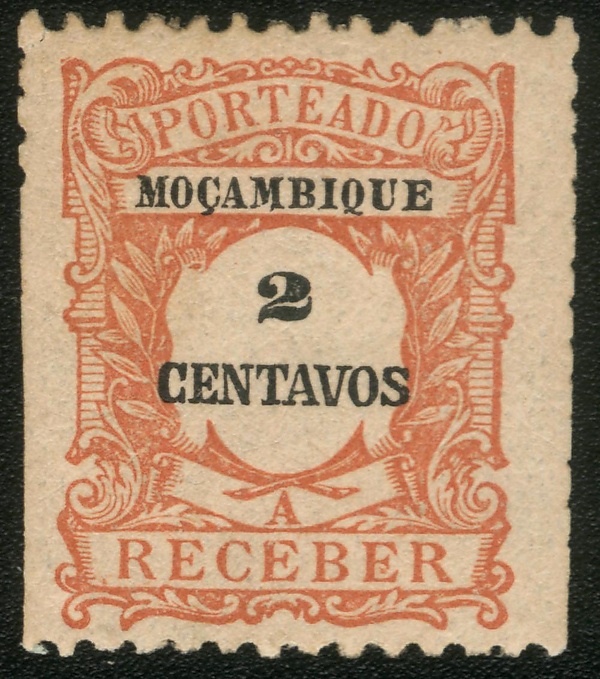 PORTEADO
MOÇAMBIQUE
2
CENTAVOS
A
RECEBER